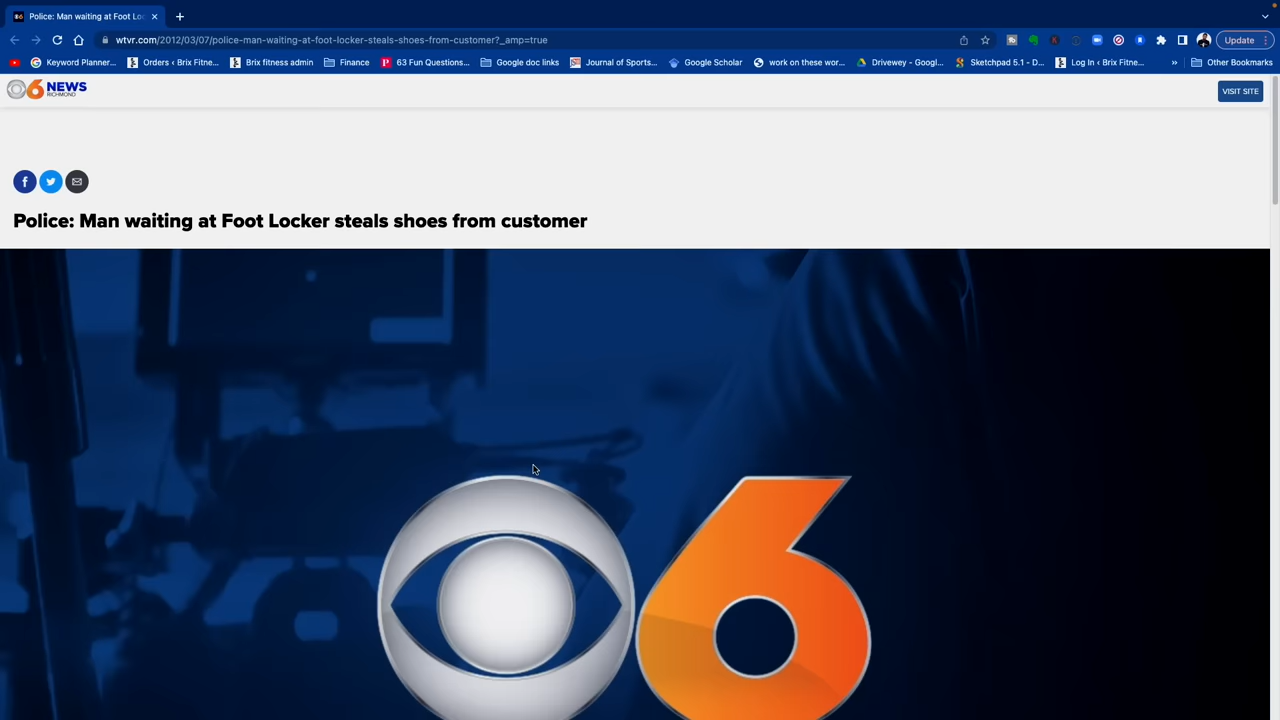 Police: Man waiting at Foot Lo
wtvr.com/2012/03/07/police-man-waiting-at-foot-locker-steals-shoes-from-customer?_amp=true
Update
Keyword Planner... Orders ‹ Brix Fitne... Brix fitness admin Finance 63 Fun Questions... Google doc links Journal of Sports... Google Scholar work on these wor... Drivewey - Googl... Sketchpad 5.1 - D... Log In ‹ Brix Fitne... » Other Bookmarks
6 NEWS
RICHMOND
VISIT SITE
Police: Man waiting at Foot Locker steals shoes from customer
6